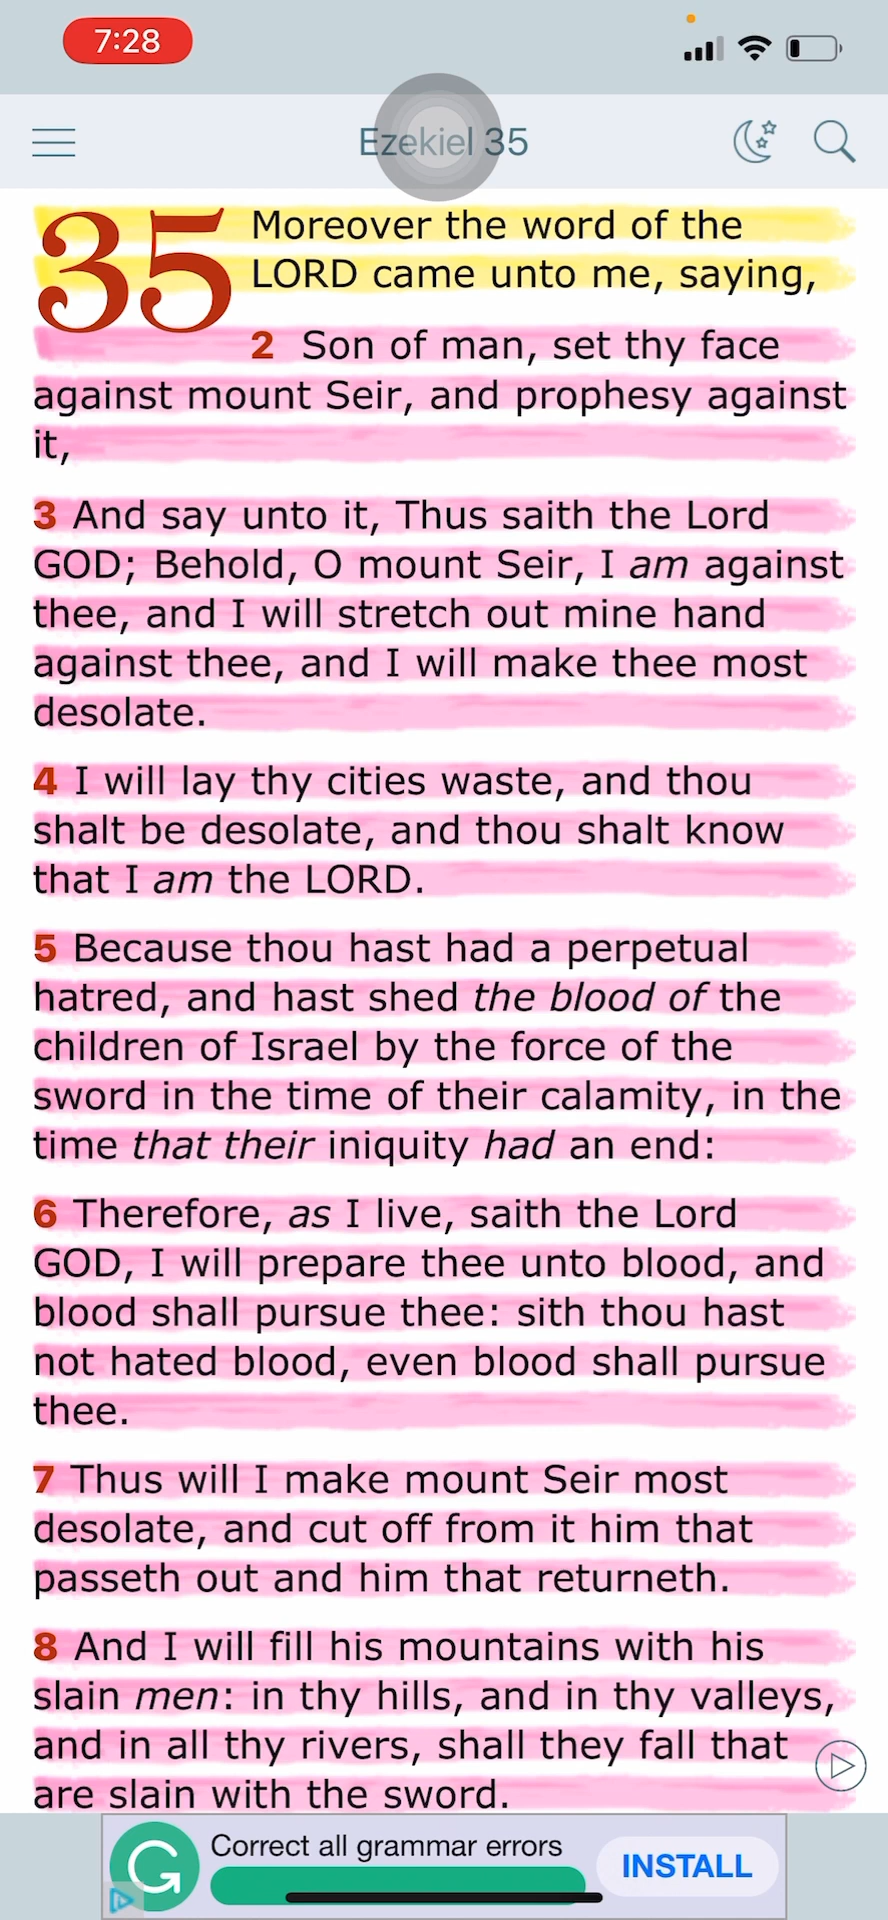 7:28
Ezekiel 35
35 Moreover the word of the
LORD came unto me, saying,
2 Son of man, set thy face
against mount Seir, and prophesy against
it,
3 And say unto it, Thus saith the Lord
GOD; Behold, O mount Seir, I am against
thee, and I will stretch out mine hand
against thee, and I will make thee most
desolate.
4 I will lay thy cities waste, and thou
shalt be desolate, and thou shalt know
that I am the LORD.
5 Because thou hast had a perpetual
hatred, and hast shed the blood of the
children of Israel by the force of the
sword in the time of their calamity, in the
time that their iniquity had an end:
6 Therefore, as I live, saith the Lord
GOD, I will prepare thee unto blood, and
blood shall pursue thee: sith thou hast
not hated blood, even blood shall pursue
thee.
7 Thus will I make mount Seir most
desolate, and cut off from it him that
passeth out and him that returneth.
8 And I will fill his mountains with his
slain men: in thy hills, and in thy valleys,
and in all thy rivers, shall they fall that
are slain with the sword.
Correct all grammar errors
INSTALL